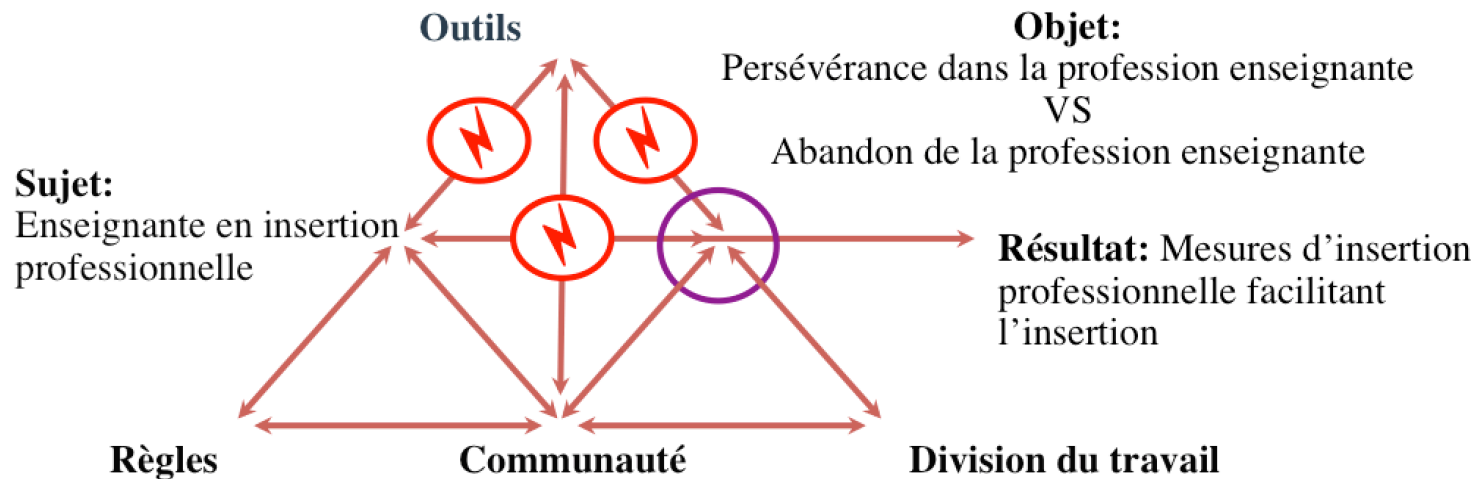 Outils
Objet:
Persévérance dans la profession enseignante
VS
Abandon de la profession enseignante
Sujet:
Enseignante en insertion
professionnelle
Résultat: Mesures d’insertion
professionnelle facilitant
l’insertion
Règles
Communauté
Division du travail